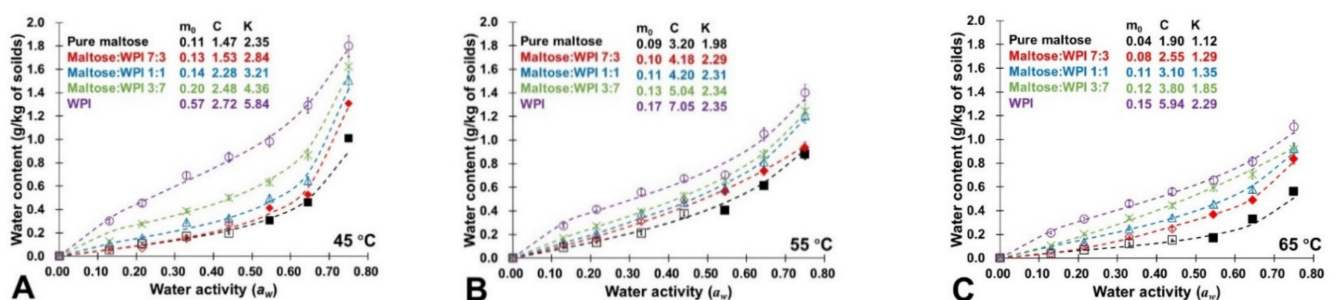 m₀ C K
Pure maltose 0.11 1.47 2.35
Maltose:WPI 7:3 0.13 1.53 2.84
Maltose:WPI 1:1 0.14 2.28 3.21
Maltose:WPI 3:7 0.20 2.48 4.36
WPI 0.57 2.72 5.84
Water content (g/kg of soilds)
2.0
1.8
1.6
1.4
1.2
1.0
0.8
0.6
0.4
0.2
0.0
45 °C
0.00 0.10 0.20 0.30 0.40 0.50 0.60 0.70 0.80
Water activity (a_w)
A
m₀ C K
Pure maltose 0.09 3.20 1.98
Maltose:WPI 7:3 0.10 4.18 2.29
Maltose:WPI 1:1 0.11 4.20 2.31
Maltose:WPI 3:7 0.13 5.04 2.34
WPI 0.17 7.05 2.35
Water content (g/kg of soilds)
2.0
1.8
1.6
1.4
1.2
1.0
0.8
0.6
0.4
0.2
0.0
55 °C
0.00 0.10 0.20 0.30 0.40 0.50 0.60 0.70 0.80
Water activity (a_w)
B
m₀ C K
Pure maltose 0.04 1.90 1.12
Maltose:WPI 7:3 0.08 2.55 1.29
Maltose:WPI 1:1 0.11 3.10 1.35
Maltose:WPI 3:7 0.12 3.80 1.85
WPI 0.15 5.94 2.29
Water content (g/kg of soilds)
2.0
1.8
1.6
1.4
1.2
1.0
0.8
0.6
0.4
0.2
0.0
65 °C
0.00 0.10 0.20 0.30 0.40 0.50 0.60 0.70 0.80
Water activity (a_w)
C